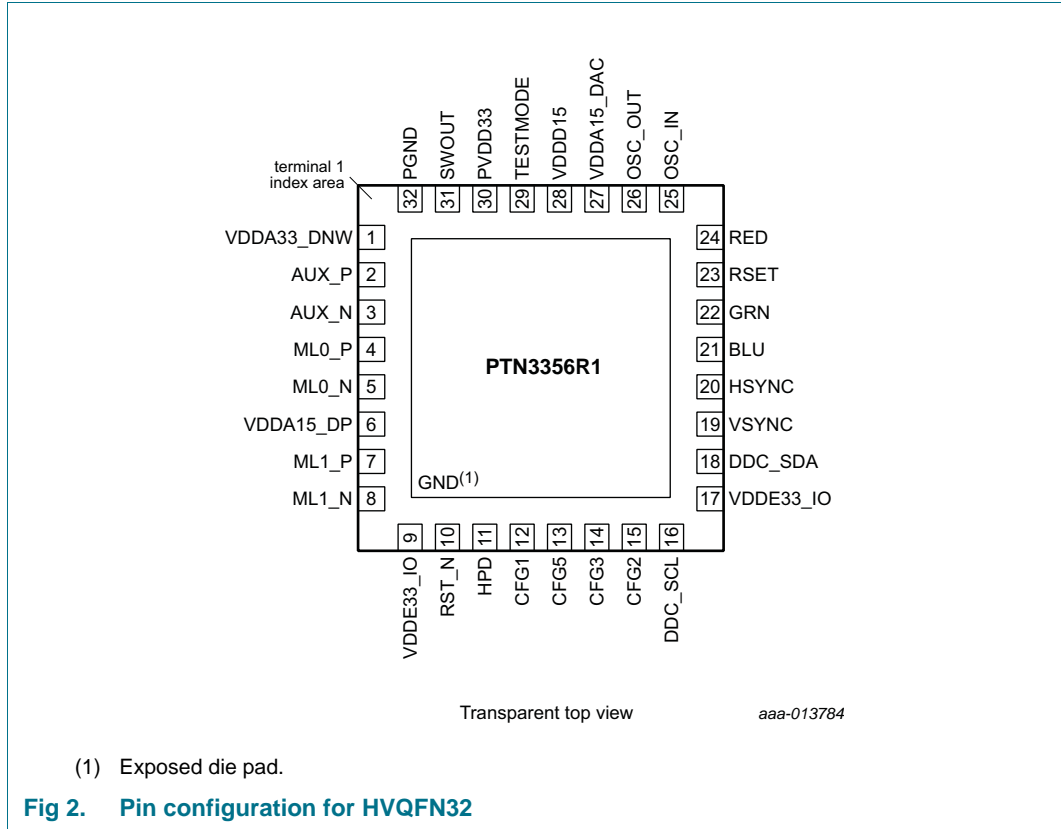 PGND
SWOUT
PVDD33
TESTMODE
VDDD15
VDDA15_DAC
OSC_OUT
OSC_IN
terminal 1
index area
32
31
30
29
28
27
26
25
VDDA33_DNW 1
AUX_P 2
AUX_N 3
ML0_P 4
ML0_N 5
VDDA15_DP 6
ML1_P 7
ML1_N 8
24 RED
23 RSET
22 GRN
21 BLU
20 HSYNC
19 VSYNC
18 DDC_SDA
17 VDDE33_IO
PTN3356R1
GND(1)
9
10
11
12
13
14
15
16
VDDE33_IO
RST_N
HPD
CFG1
CFG5
CFG3
CFG2
DDC_SCL
Transparent top view
aaa-013784
(1) Exposed die pad.
Fig 2. Pin configuration for HVQFN32